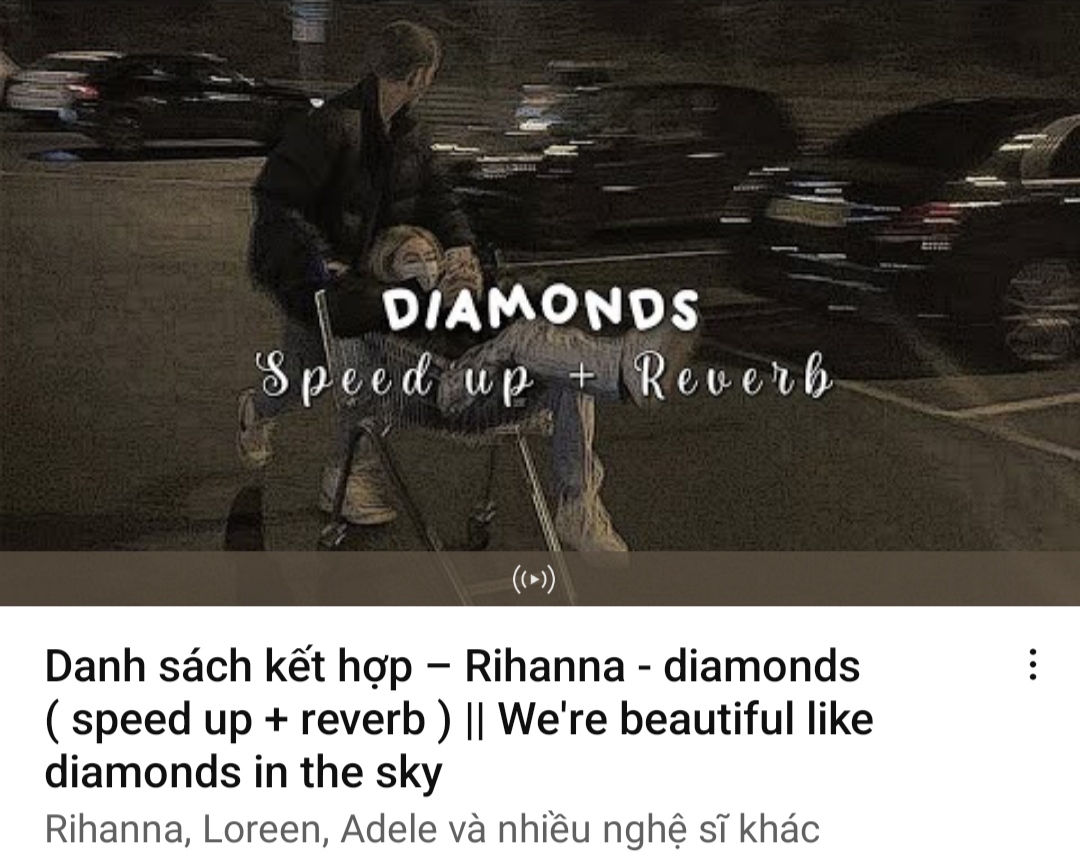 DIAMONDS
Speed up + Reverb
Danh sách kết hợp – Rihanna - diamonds
( speed up + reverb ) || We're beautiful like
diamonds in the sky
Rihanna, Loreen, Adele và nhiều nghệ sĩ khác